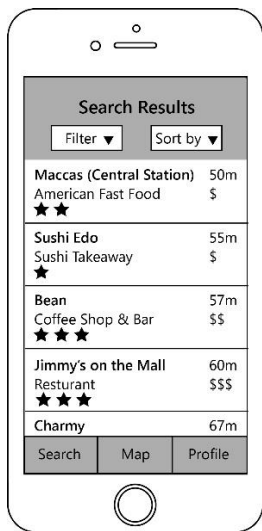 Search Results
Filter ▼ Sort by ▼
Maccas (Central Station) 50m
American Fast Food $
★ ★
Sushi Edo 55m
Sushi Takeaway $
★
Bean 57m
Coffee Shop & Bar $$
★ ★ ★
Jimmy's on the Mall 60m
Resturant $$$
★ ★ ★
Charmy 67m
Search Map Profile